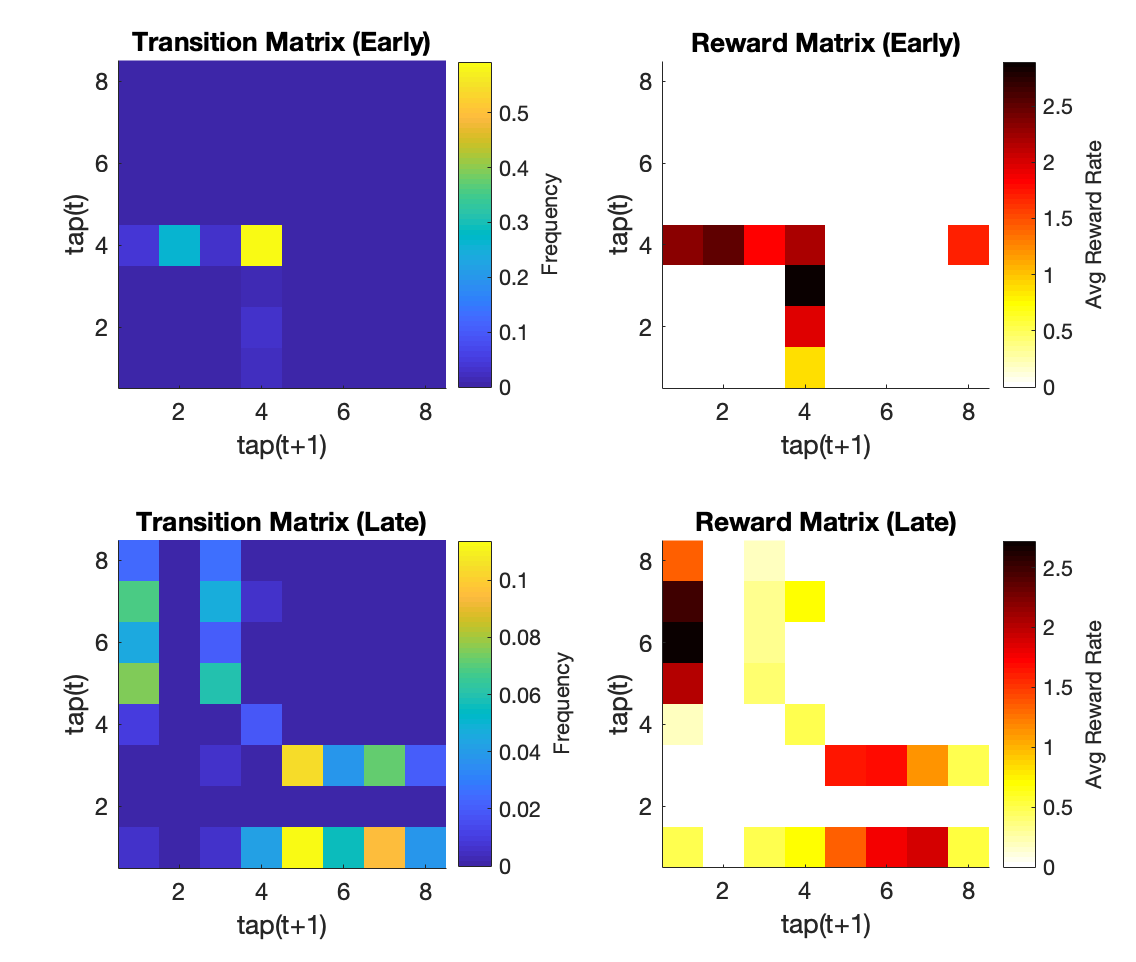 Transition Matrix (Early)
8
6
4
2
tap(t)
2 4 6 8
tap(t+1)
0.5
0.4
0.3
0.2
0.1
0
Frequency
Reward Matrix (Early)
8
6
4
2
tap(t)
2 4 6 8
tap(t+1)
2.5
2
1.5
1
0.5
0
Avg Reward Rate
Transition Matrix (Late)
8
6
4
2
tap(t)
2 4 6 8
tap(t+1)
0.1
0.08
0.06
0.04
0.02
0
Frequency
Reward Matrix (Late)
8
6
4
2
tap(t)
2 4 6 8
tap(t+1)
2.5
2
1.5
1
0.5
0
Avg Reward Rate